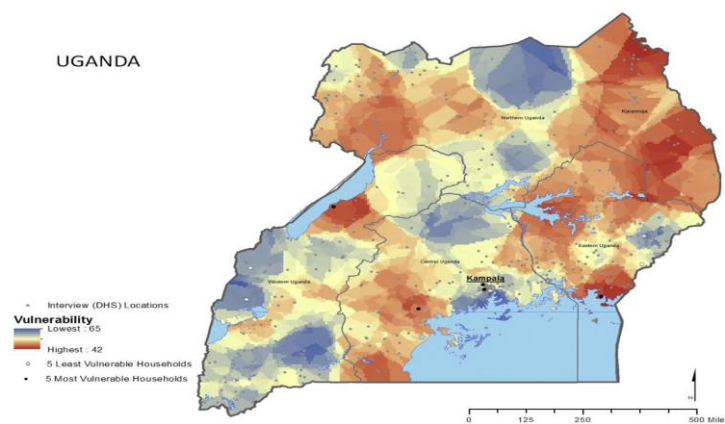 UGANDA
Northern Uganda
Karamoja
Eastern Uganda
Central Uganda
Kampala
Western Uganda
Interview (DHS) Locations
Vulnerability
Lowest : 65
Highest : 42
5 Least Vulnerable Households
5 Most Vulnerable Households
0 125 250 500 Mile